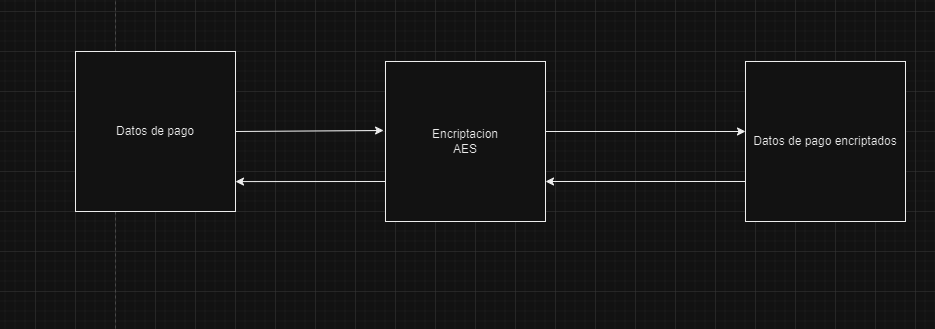 Datos de pago
Encriptacion
AES
Datos de pago encriptados